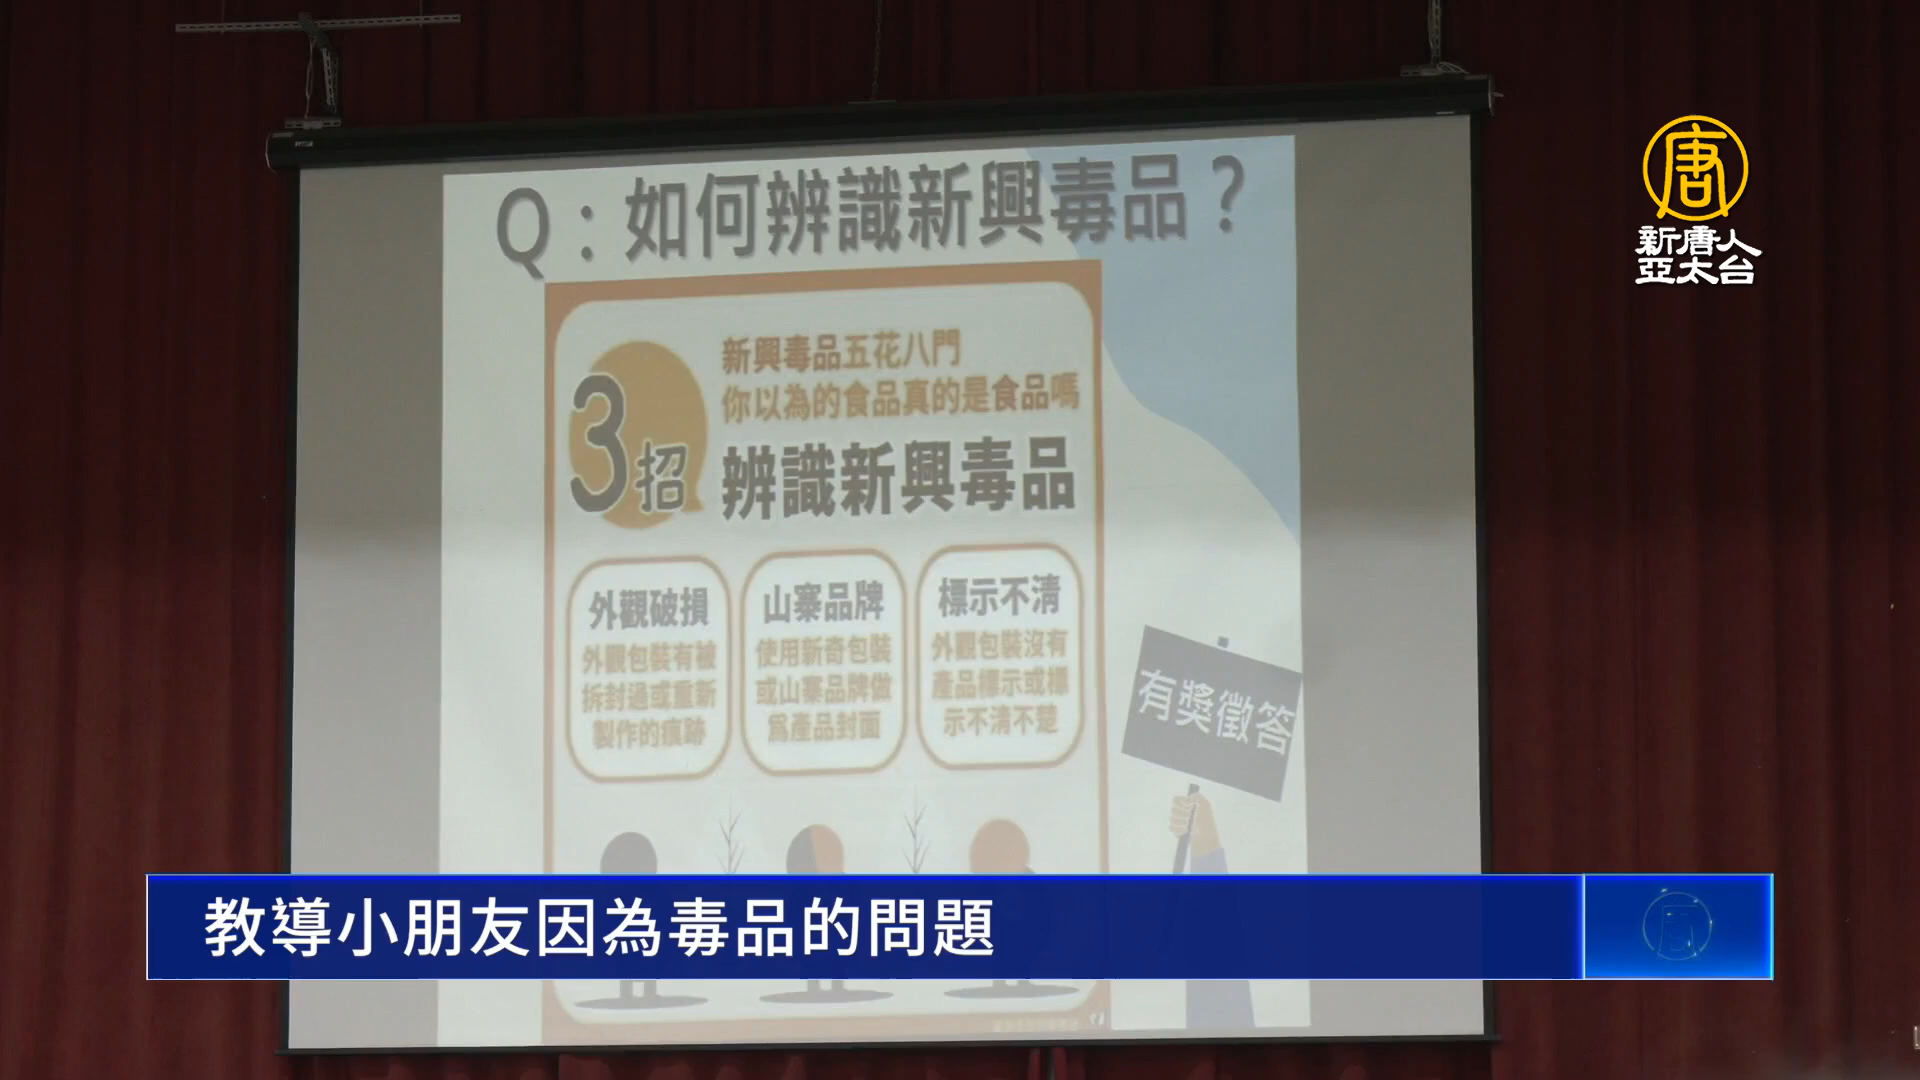 Q：如何辨識新興毒品？
新興毒品五花八門
你以為的食品真的是食品嗎
3招
辨識新興毒品
外觀破損
外觀包裝有被
拆封過或重新
製作的痕跡
山寨品牌
使用新奇包裝
或山寨品牌做
為產品封面
標示不清
外觀包裝沒有
產品標示或標
示不清不楚
有獎徵答
唐
新唐人
亞太台
教導小朋友因為毒品的問題